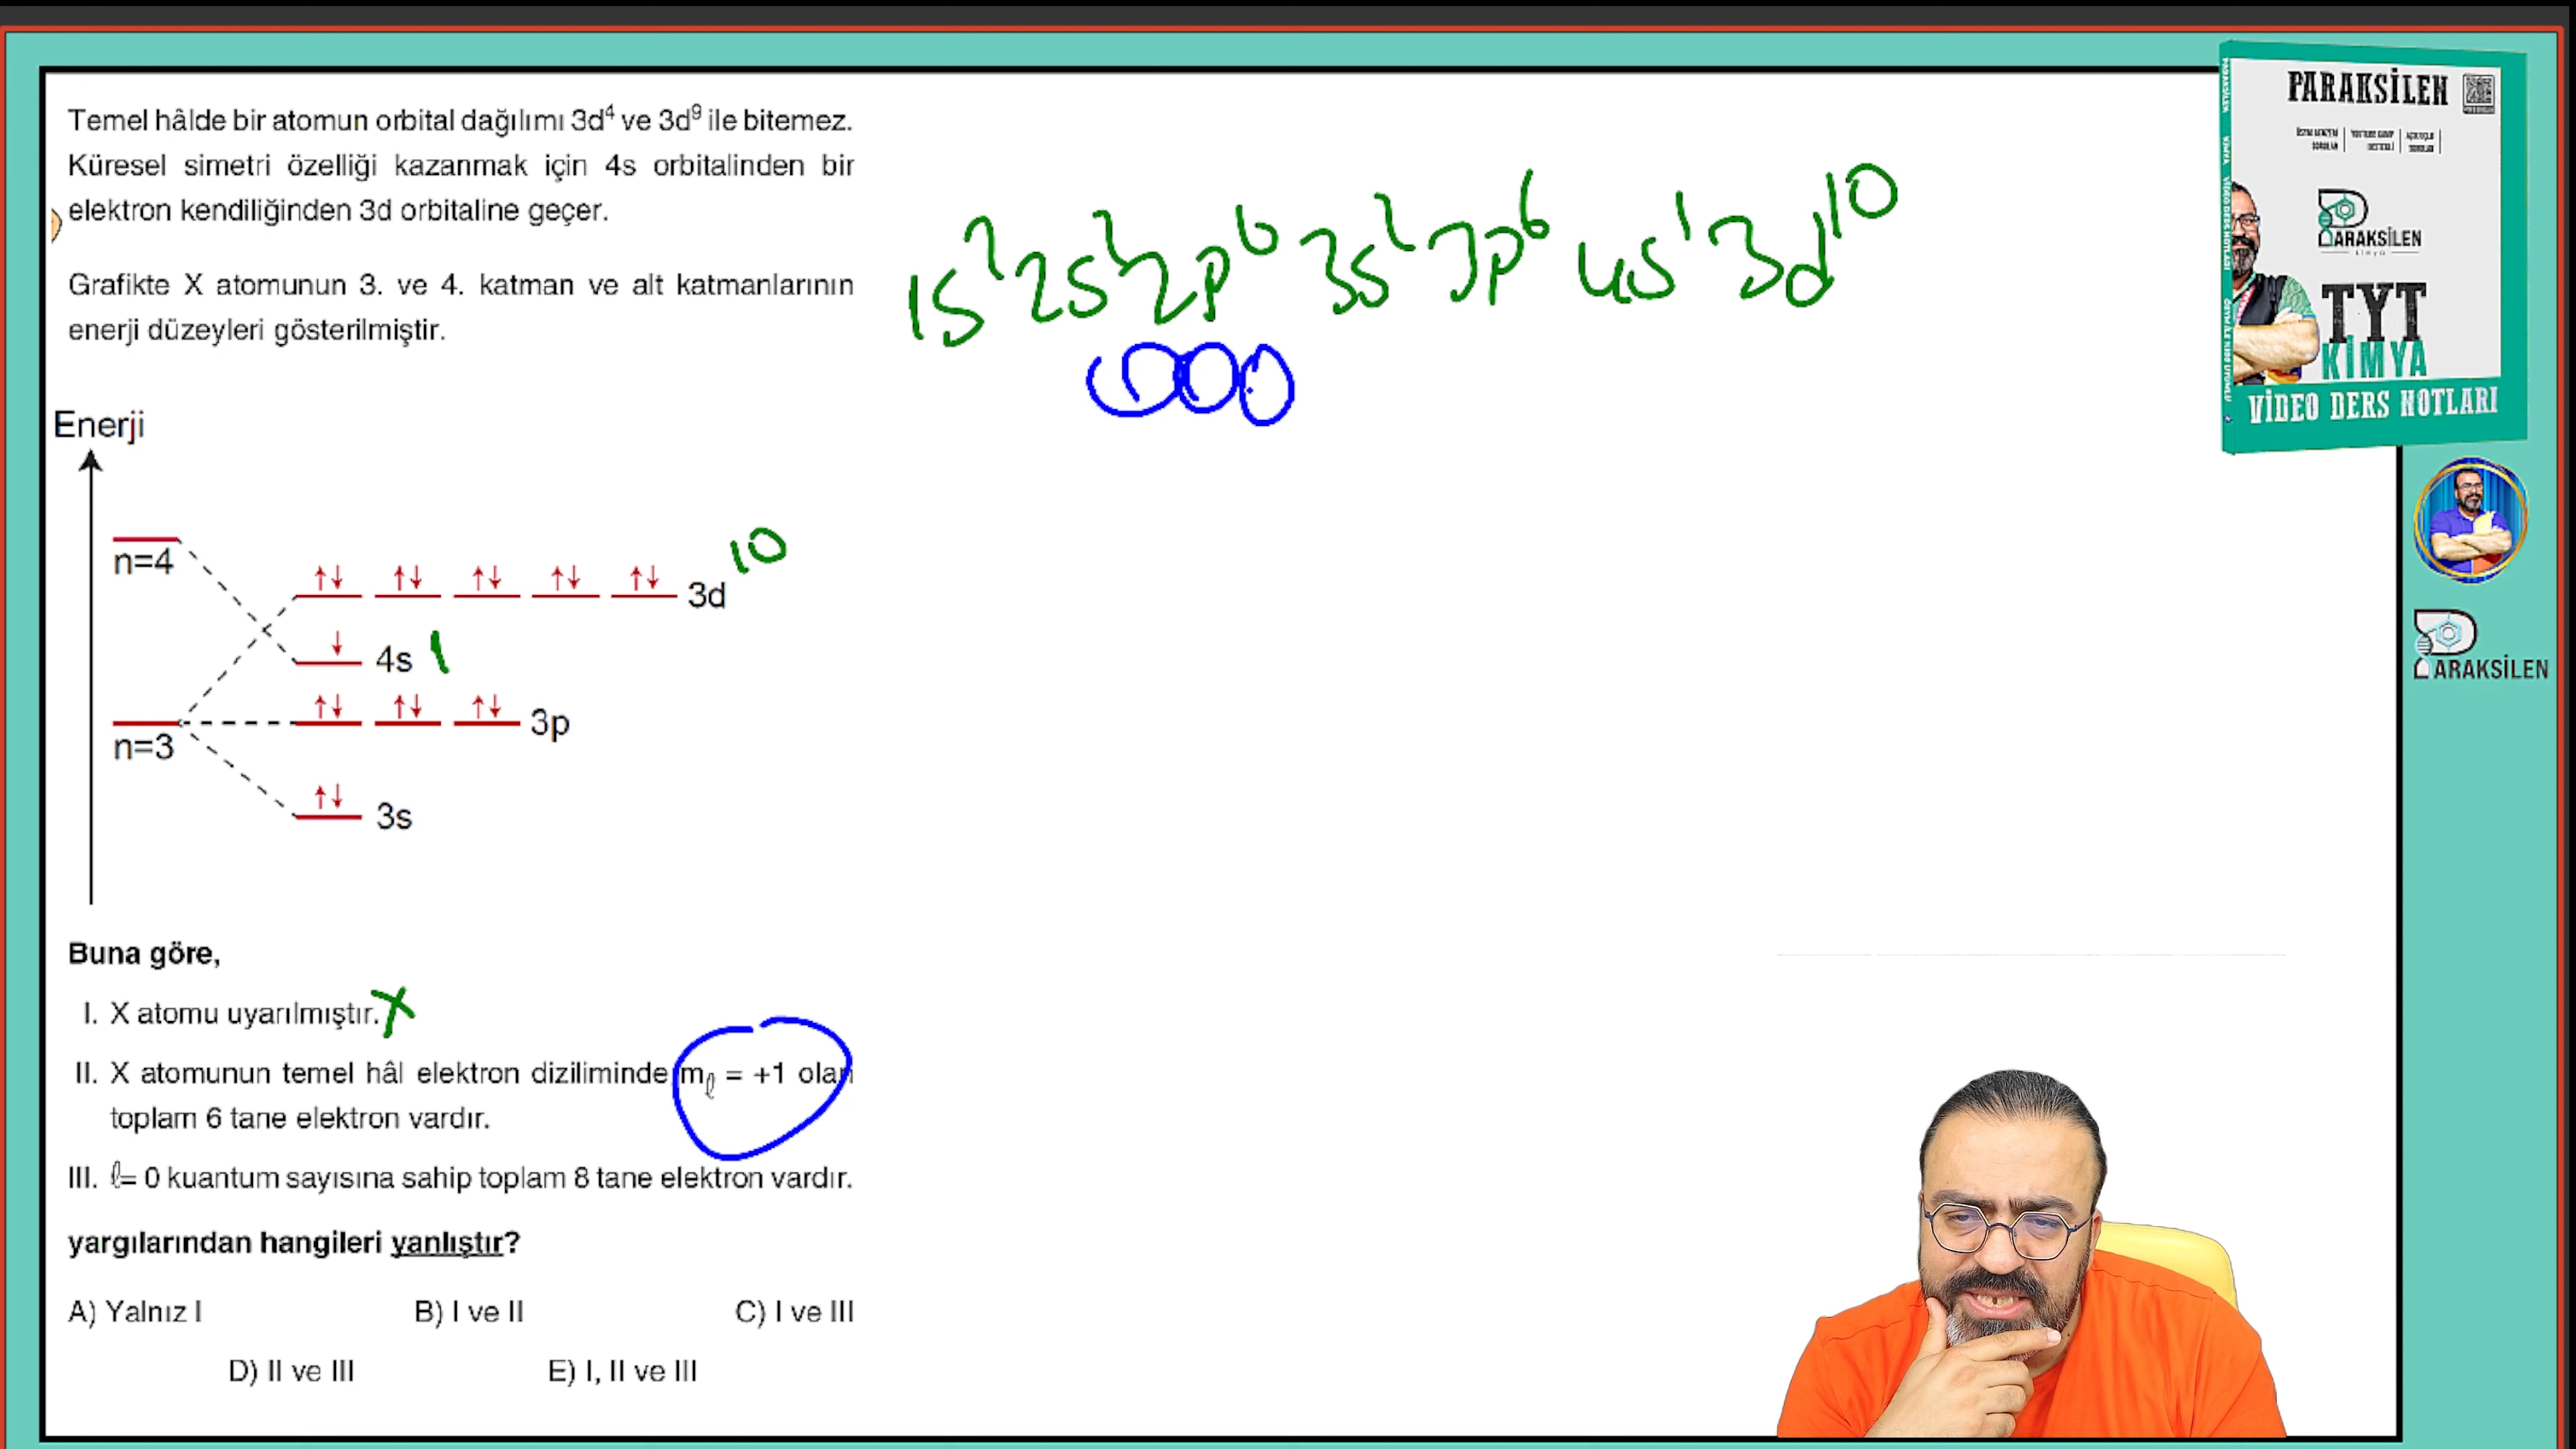 Temel hâlde bir atomun orbital dağılımı 3d⁴ ve 3d⁹ ile bitemez.
Küresel simetri özelliği kazanmak için 4s orbitalinden bir
elektron kendiliğinden 3d orbitaline geçer.
Grafikte X atomunun 3. ve 4. katman ve alt katmanlarının
enerji düzeyleri gösterilmiştir.
1s² 2s² 2p⁶ 3s² 3p⁶ 4s¹ 3d¹⁰
Enerji
n=4
↑↓ ↑↓ ↑↓ ↑↓ ↑↓ 3d 10
↓ 4s 1
↑↓ ↑↓ ↑↓ 3p
n=3
↑↓ 3s
Buna göre,
I. X atomu uyarılmıştır. X
II. X atomunun temel hâl elektron diziliminde mℓ = +1 olan
toplam 6 tane elektron vardır.
III. ℓ= 0 kuantum sayısına sahip toplam 8 tane elektron vardır.
yargılarından hangileri yanlıştır?
A) Yalnız I B) I ve II C) I ve III
D) II ve III E) I, II ve III
PARAKSİLEN
PARAKSİLEN
kimya
TYT
KİMYA
VİDEO DERS NOTLARI
PARAKSİLEN